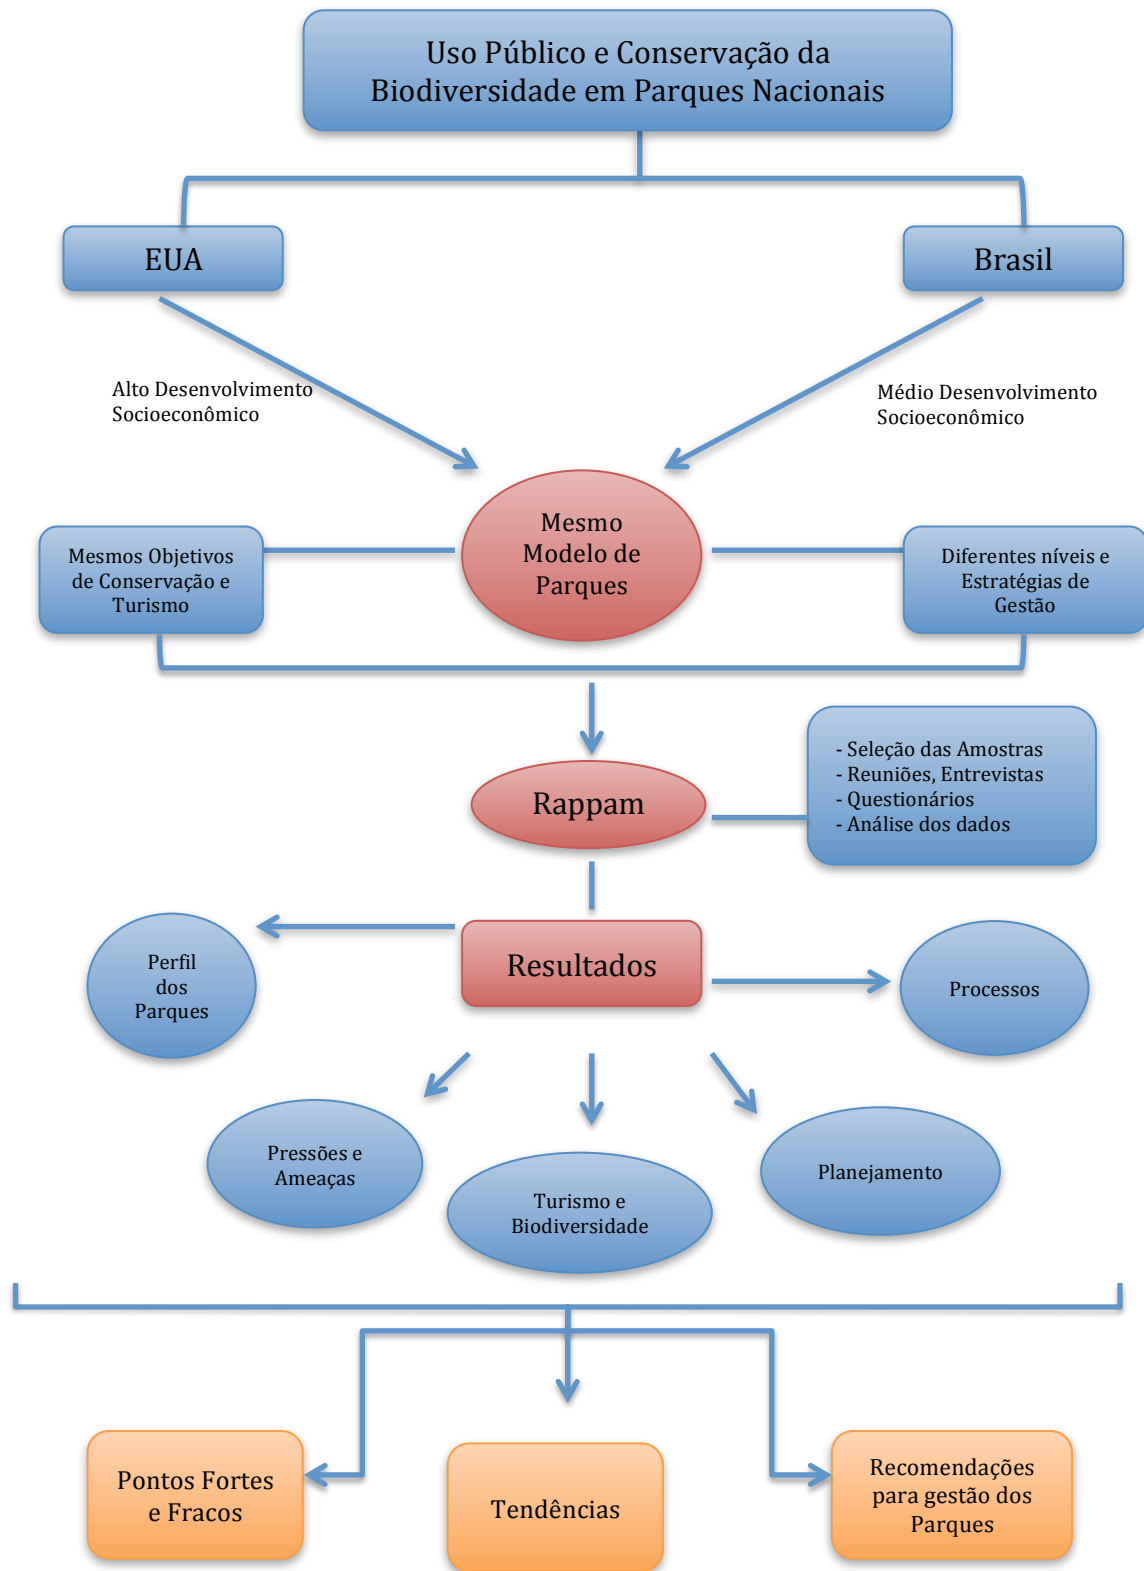 Uso Público e Conservação da
Biodiversidade em Parques Nacionais
EUA
Brasil
Alto Desenvolvimento
Socioeconômico
Médio Desenvolvimento
Socioeconômico
Mesmo
Modelo de
Parques
Mesmos Objetivos
de Conservação e
Turismo
Diferentes níveis e
Estratégias de
Gestão
- Seleção das Amostras
- Reuniões, Entrevistas
- Questionários
- Análise dos dados
Rappam
Resultados
Perfil
dos
Parques
Processos
Pressões e
Ameaças
Turismo e
Biodiversidade
Planejamento
Pontos Fortes
e Fracos
Tendências
Recomendações
para gestão dos
Parques